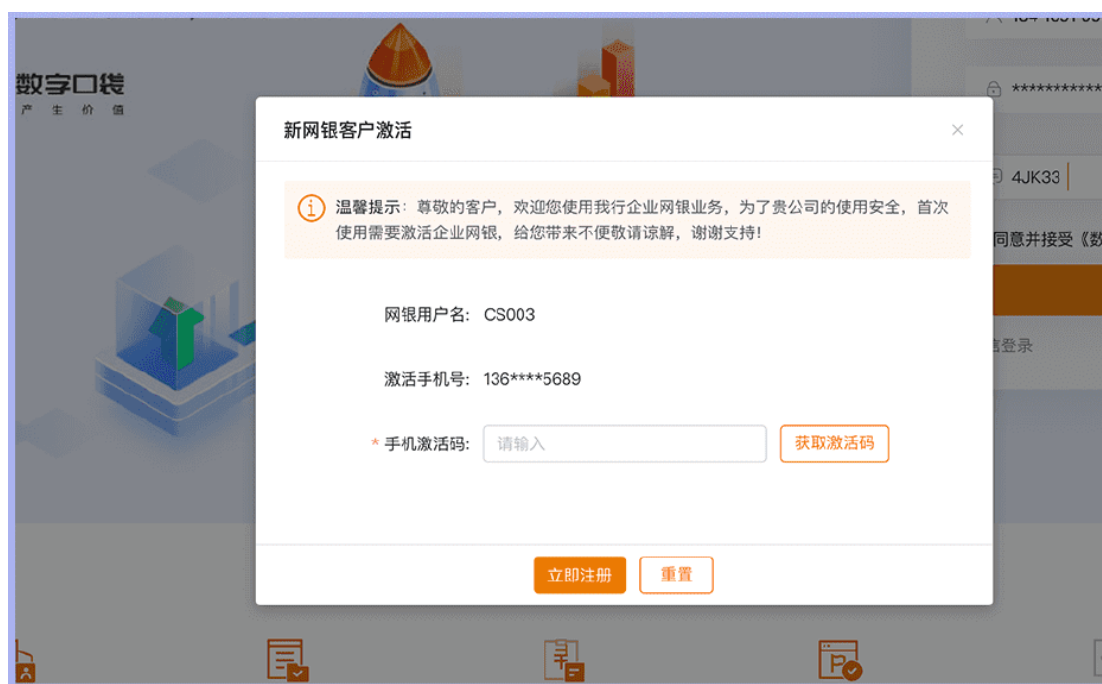 数字口袋
产生价值
***********
4JK33
同意并接受《数
信登录
新网银客户激活
温馨提示：尊敬的客户，欢迎您使用我行企业网银业务，为了贵公司的使用安全，首次
使用需要激活企业网银，给您带来不便敬请谅解，谢谢支持！
网银用户名: CS003
激活手机号: 136****5689
* 手机激活码: 请输入 获取激活码
立即注册 重置